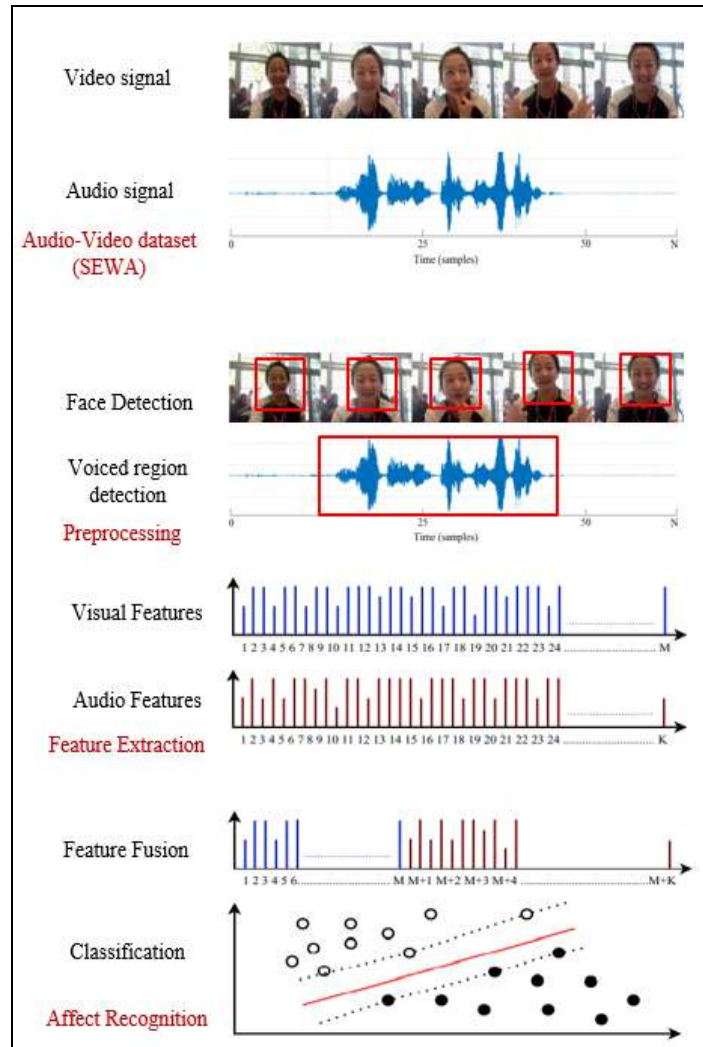 Video signal
Audio signal
Audio-Video dataset
(SEWA)
0 25 50 N
Time (samples)
Face Detection
Voiced region
detection
Preprocessing
0 25 50 N
Time (samples)
Visual Features
1 2 3 4 5 6 7 8 9 10 11 12 13 14 15 16 17 18 19 20 21 22 23 24 ........................ M
Audio Features
Feature Extraction
1 2 3 4 5 6 7 8 9 10 11 12 13 14 15 16 17 18 19 20 21 22 23 24 ........................ K
Feature Fusion
1 2 3 4 5 6........................ M M+1 M+2 M+3 M+4 ........................................M+K
Classification
Affect Recognition